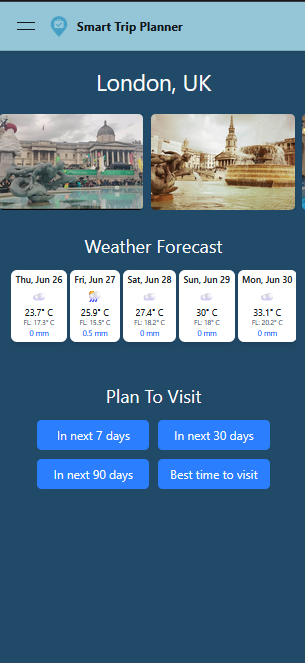 Smart Trip Planner
London, UK
Weather Forecast
Thu, Jun 26 Fri, Jun 27 Sat, Jun 28 Sun, Jun 29 Mon, Jun 30
23.7° C 25.9° C 27.4° C 30° C 33.1° C
FL: 17.3° C FL: 15.5° C FL: 18.2° C FL: 18° C FL: 20.2° C
0 mm 0.5 mm 0 mm 0 mm 0 mm
Plan To Visit
In next 7 days In next 30 days
In next 90 days Best time to visit